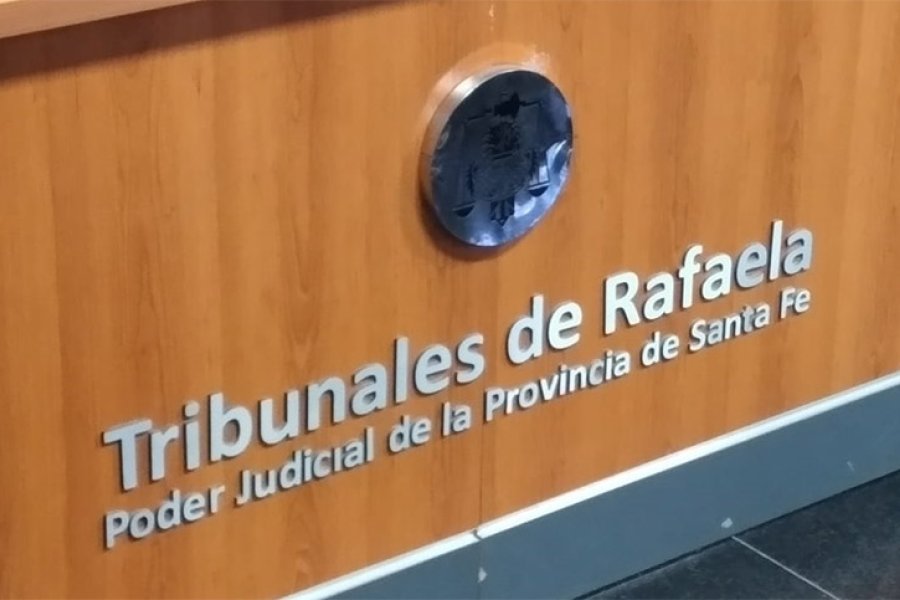 Tribunales de Rafaela
Poder Judicial de la Provincia de Santa Fe